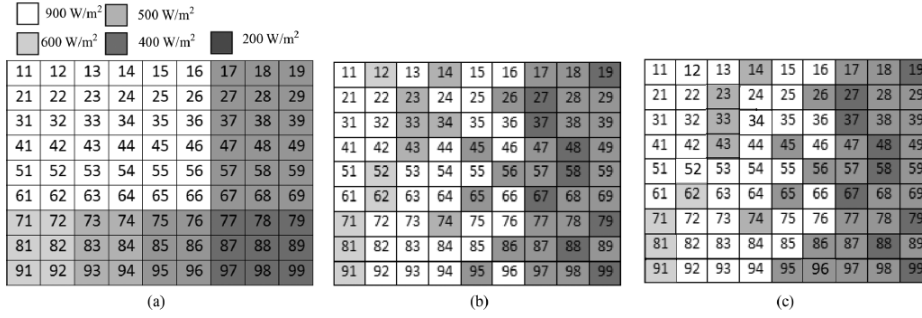 900 W/m² 500 W/m²
600 W/m² 400 W/m² 200 W/m²
11 12 13 14 15 16 17 18 19
21 22 23 24 25 26 27 28 29
31 32 33 34 35 36 37 38 39
41 42 43 44 45 46 47 48 49
51 52 53 54 55 56 57 58 59
61 62 63 64 65 66 67 68 69
71 72 73 74 75 76 77 78 79
81 82 83 84 85 86 87 88 89
91 92 93 94 95 96 97 98 99
(a)
11 12 13 14 15 16 17 18 19
21 22 23 24 25 26 27 28 29
31 32 33 34 35 36 37 38 39
41 42 43 44 45 46 47 48 49
51 52 53 54 55 56 57 58 59
61 62 63 64 65 66 67 68 69
71 72 73 74 75 76 77 78 79
81 82 83 84 85 86 87 88 89
91 92 93 94 95 96 97 98 99
(b)
11 12 13 14 15 16 17 18 19
21 22 23 24 25 26 27 28 29
31 32 33 34 35 36 37 38 39
41 42 43 44 45 46 47 48 49
51 52 53 54 55 56 57 58 59
61 62 63 64 65 66 67 68 69
71 72 73 74 75 76 77 78 79
81 82 83 84 85 86 87 88 89
91 92 93 94 95 96 97 98 99
(c)